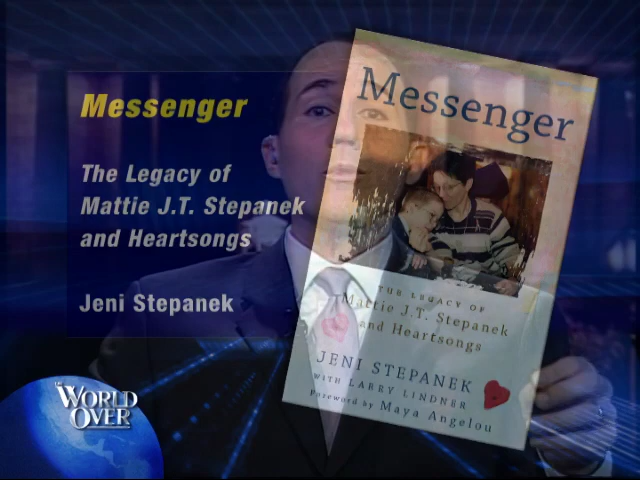 Messenger
The Legacy of
Mattie J.T. Stepanek
and Heartsongs
Jeni Stepanek
THE WORLD
OVER
Messenger
THE LEGACY OF
Mattie J.T. Stepanek
and Heartsongs
JENI STEPANEK
WITH LARRY LINDNER
Foreword by Maya Angelou